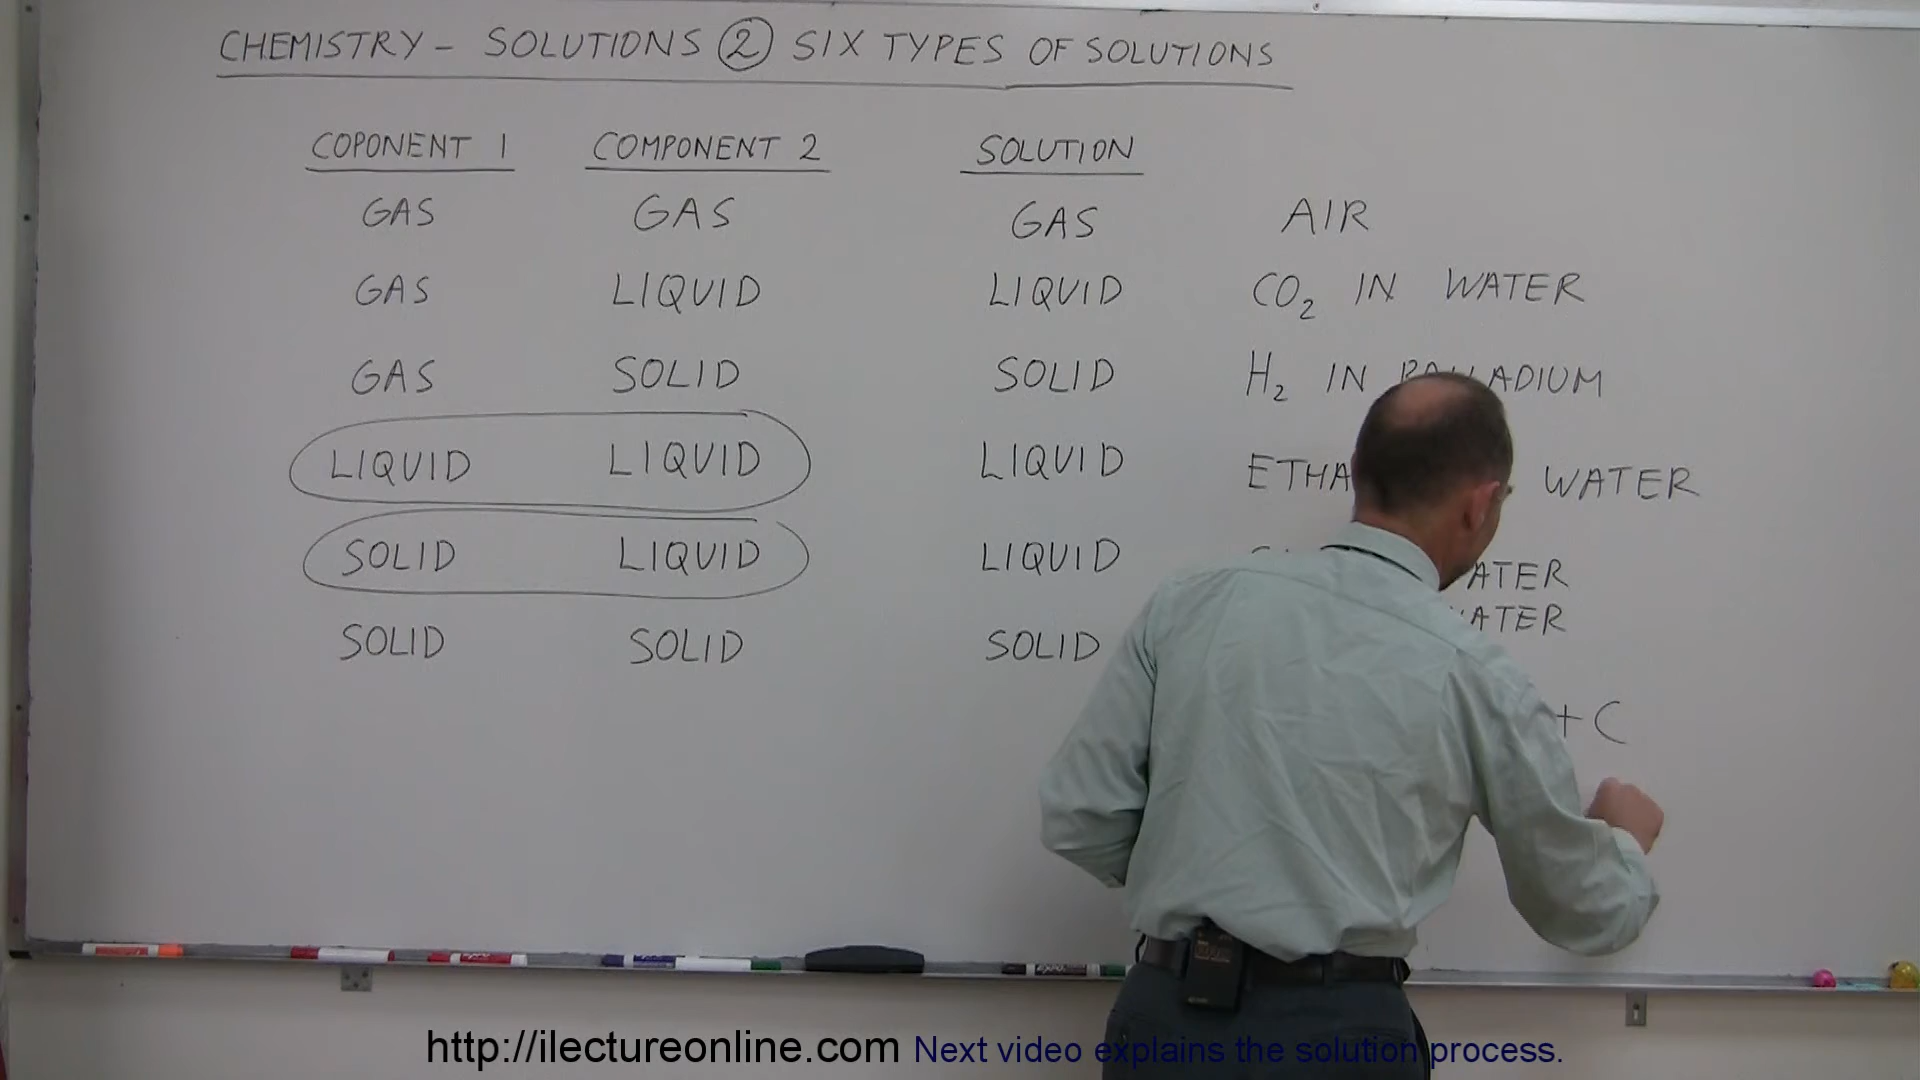 CHEMISTRY - SOLUTIONS ② SIX TYPES OF SOLUTIONS
COPONENT 1 COMPONENT 2 SOLUTION
GAS GAS GAS AIR
GAS LIQUID LIQUID CO₂ IN WATER
GAS SOLID SOLID H₂ IN PALLADIUM
LIQUID LIQUID LIQUID WATER
SOLID LIQUID LIQUID
SOLID SOLID SOLID
+ C
http://ilectureonline.com Next video explains the solution process.